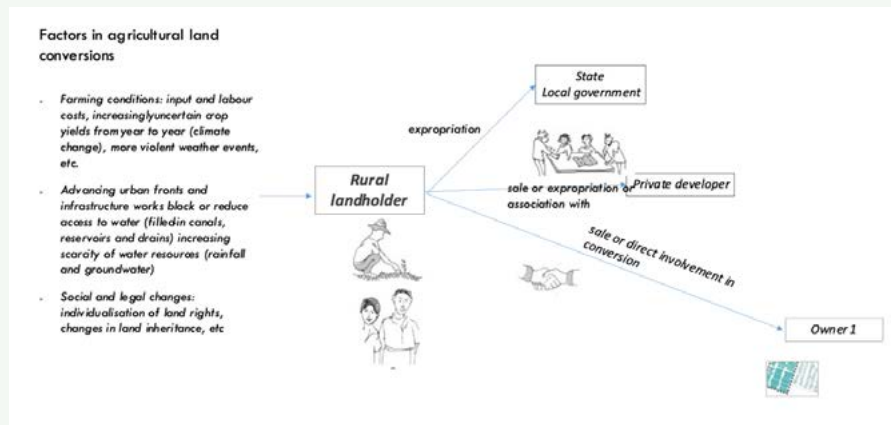 Factors in agricultural land
conversions
. Farming conditions: input and labour
costs, increasinglyuncertain crop
yields from year to year (climate
change), more violent weather events,
etc.
. Advancing urban fronts and
infrastructure works block or reduce
access to water (filledin canals,
reservoirs and drains) increasing
scarcity of water resources (rainfall
and groundwater)
. Social and legal changes:
individualisation of land rights,
changes in land inheritance, etc
Rural
landholder
expropriation
State
Local government
sale or expropriation or
association with
Private developer
sale or direct involvement in
conversion
Owner 1